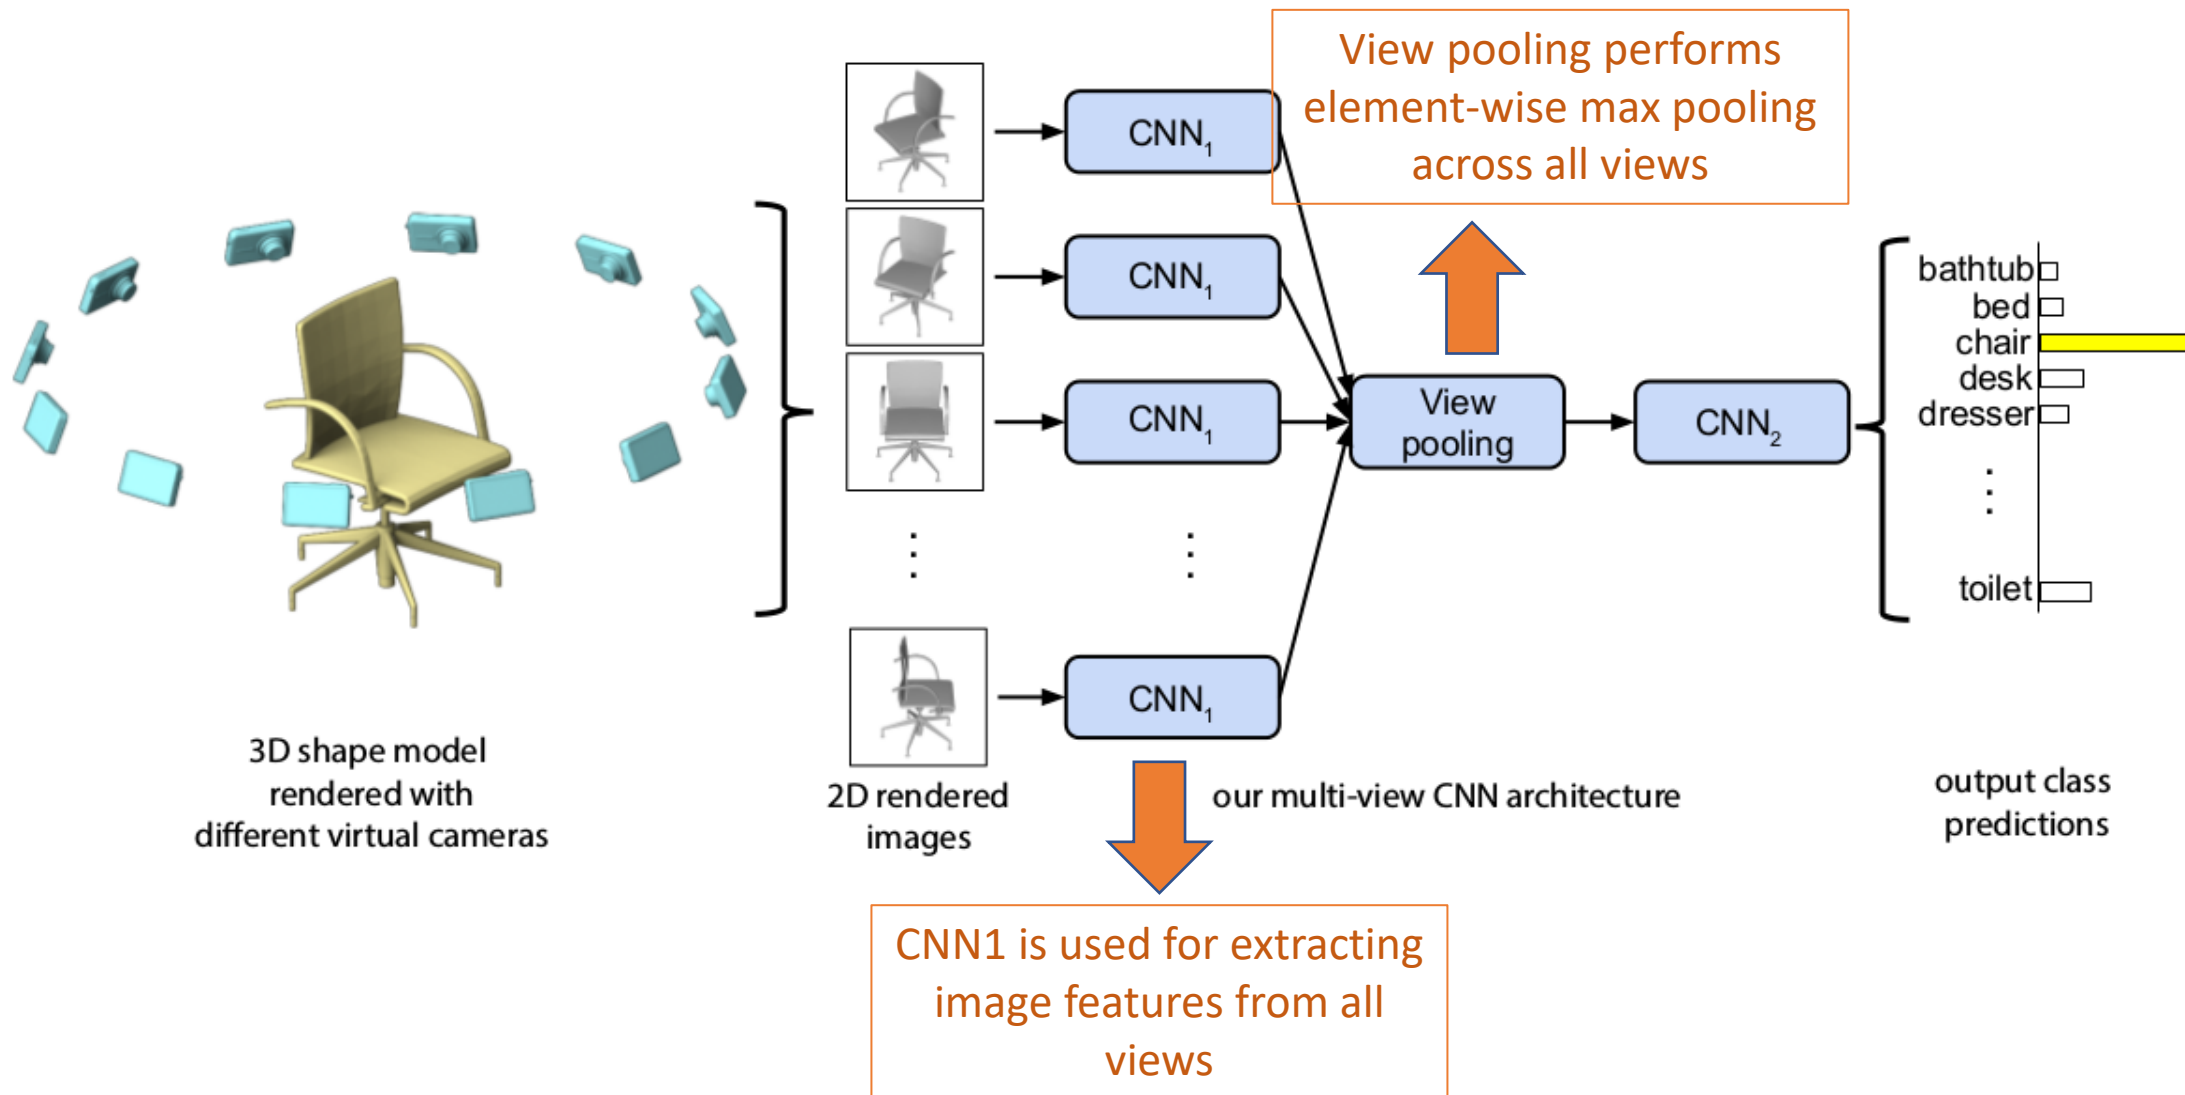 View pooling performs
element-wise max pooling
across all views
CNN₁
CNN₁
CNN₁
CNN₁
View
pooling
CNN₂
bathtub
bed
chair
desk
dresser
toilet
3D shape model
rendered with
different virtual cameras
2D rendered
images
our multi-view CNN architecture
output class
predictions
CNN1 is used for extracting
image features from all
views